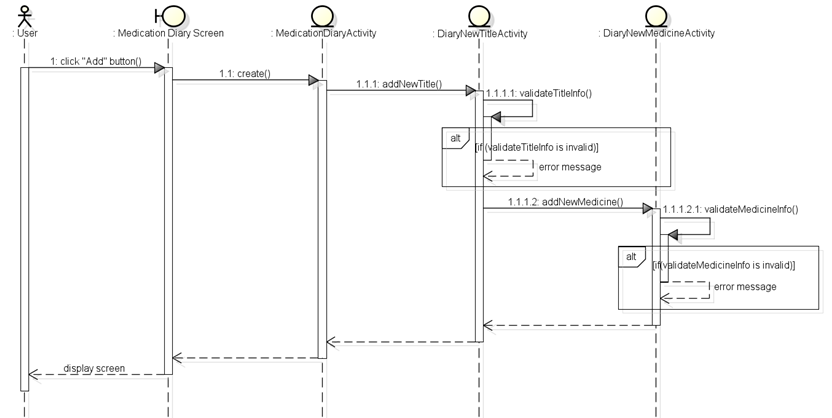 : User
: Medication Diary Screen
: MedicationDiaryActivity
: DiaryNewTitleActivity
: DiaryNewMedicineActivity
1: click "Add" button()
1.1: create()
1.1.1: addNewTitle()
1.1.1.1: validateTitleInfo()
alt
[if (validateTitleInfo is invalid)]
error message
1.1.1.2: addNewMedicine()
1.1.1.2.1: validateMedicineInfo()
alt
[if(validateMedicineInfo is invalid)]
error message
display screen